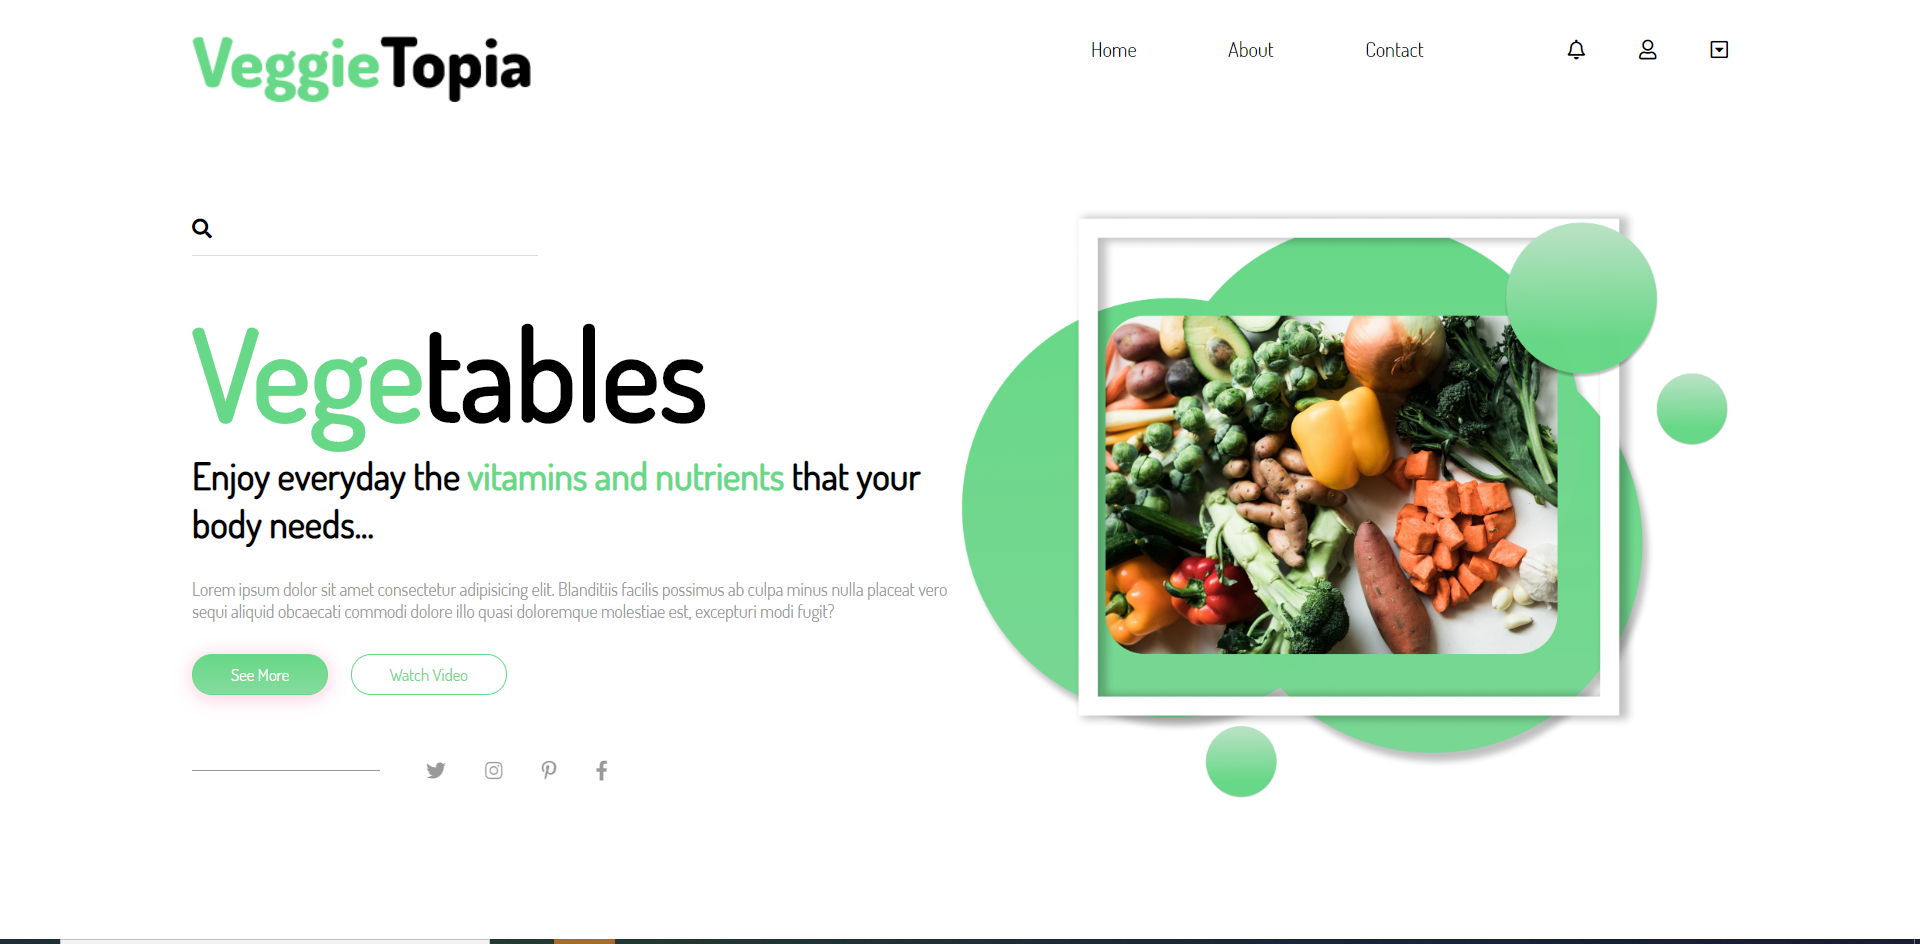 VeggieTopia
Home
About
Contact
Vegetables
Enjoy everyday the vitamins and nutrients that your
body needs...
Lorem ipsum dolor sit amet consectetur adipisicing elit. Blanditiis facilis possimus ab culpa minus nulla placeat vero
sequi aliquid obcaecati commodi dolore illo quasi doloremque molestiae est, excepturi modi fugit?
See More
Watch Video